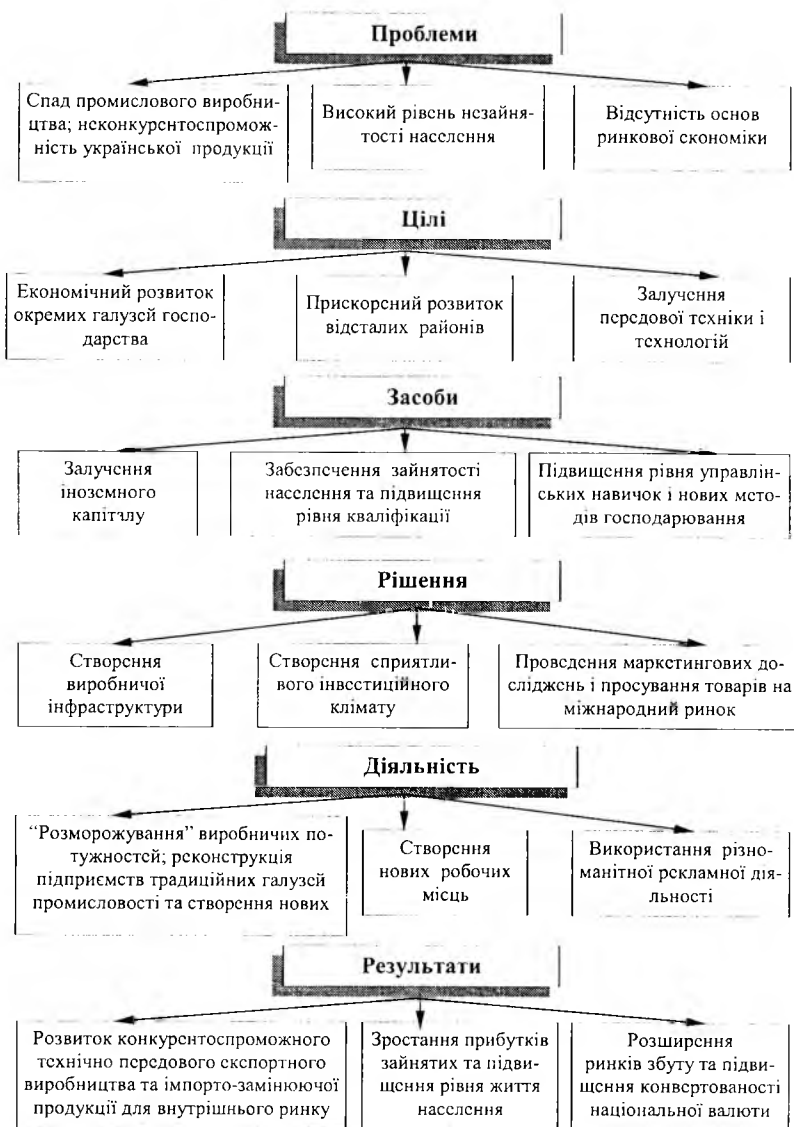 Проблеми
Спад промислового виробни-
цтва; неконкурентоспромож-
ність української продукції
Високий рівень незайня-
тості населення
Відсутність основ
ринкової економіки
Цілі
Економічний розвиток
окремих галузей госпо-
дарства
Прискорений розвиток
відсталих районів
Залучення
передової техніки і
технологій
Засоби
Залучення
іноземного
капіталу
Забезпечення зайнятості
населення та підвищення
рівня кваліфікації
Підвищення рівня управлін-
ських навичок і нових мето-
дів господарювання
Рішення
Створення
виробничої
інфраструктури
Створення сприятли-
вого інвестиційного
клімату
Проведення маркетингових до-
сліджень і просування товарів на
міжнародний ринок
Діяльність
“Розморожування” виробничих по-
тужностей; реконструкція
підприємств традиційних галузей
промисловості та створення нових
Створення
нових робочих
місць
Використання різно-
манітної рекламної дія-
льності
Результати
Розвиток конкурентоспроможного
технічно передового експортного
виробництва та імпорто-замінюючої
продукції для внутрішнього ринку
Зростання прибутків
зайнятих та підви-
щення рівня життя
населення
Розширення
ринків збуту та підви-
щення конвертованості
національної валюти